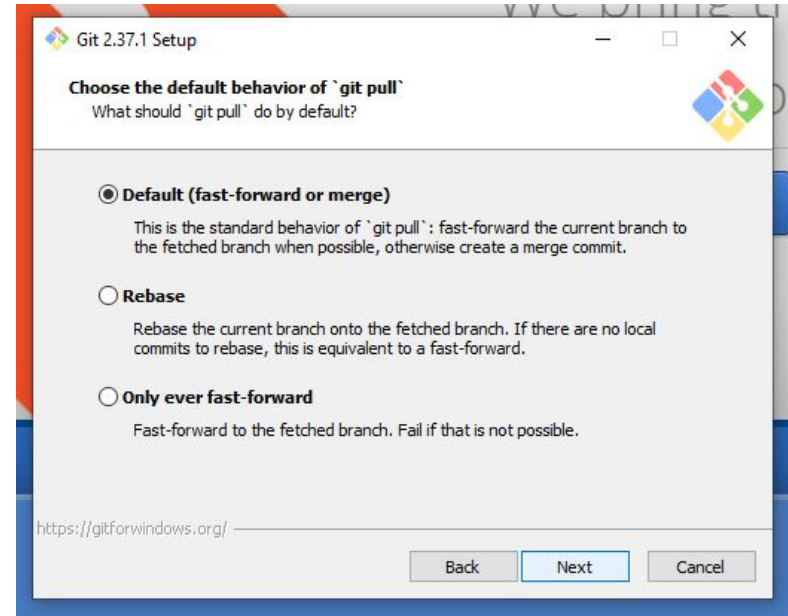 Git 2.37.1 Setup
Choose the default behavior of `git pull`
What should `git pull` do by default?
Default (fast-forward or merge)
This is the standard behavior of `git pull`: fast-forward the current branch to
the fetched branch when possible, otherwise create a merge commit.
Rebase
Rebase the current branch onto the fetched branch. If there are no local
commits to rebase, this is equivalent to a fast-forward.
Only ever fast-forward
Fast-forward to the fetched branch. Fail if that is not possible.
https://gitforwindows.org/
Back Next Cancel